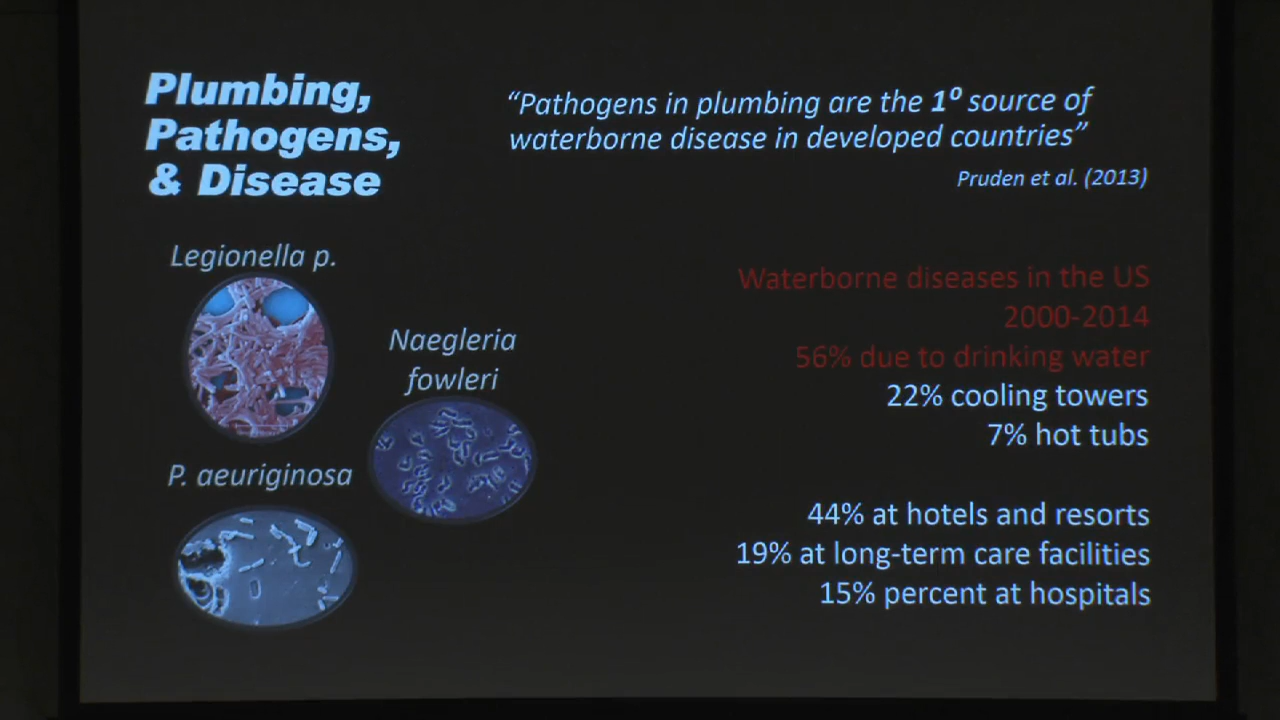 Plumbing,
Pathogens,
& Disease
“Pathogens in plumbing are the 1º source of
waterborne disease in developed countries”
Pruden et al. (2013)
Legionella p.
Naegleria
fowleri
P. aeuriginosa
Waterborne diseases in the US
2000-2014
56% due to drinking water
22% cooling towers
7% hot tubs
44% at hotels and resorts
19% at long-term care facilities
15% percent at hospitals